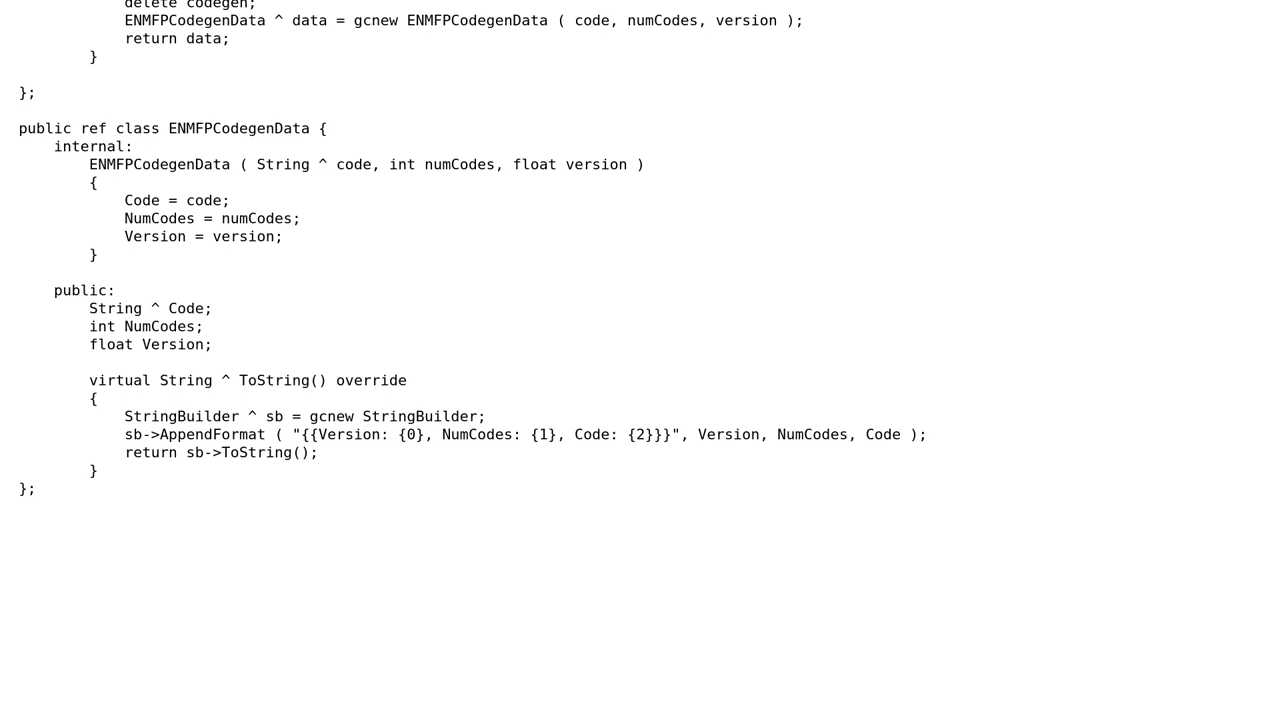 delete codegen;
            ENMFPCodegenData ^ data = gcnew ENMFPCodegenData ( code, numCodes, version );
            return data;
        }

};

public ref class ENMFPCodegenData {
    internal:
        ENMFPCodegenData ( String ^ code, int numCodes, float version )
        {
            Code = code;
            NumCodes = numCodes;
            Version = version;
        }

    public:
        String ^ Code;
        int NumCodes;
        float Version;

        virtual String ^ ToString() override
        {
            StringBuilder ^ sb = gcnew StringBuilder;
            sb->AppendFormat ( "{{Version: {0}, NumCodes: {1}, Code: {2}}}", Version, NumCodes, Code );
            return sb->ToString();
        }
};